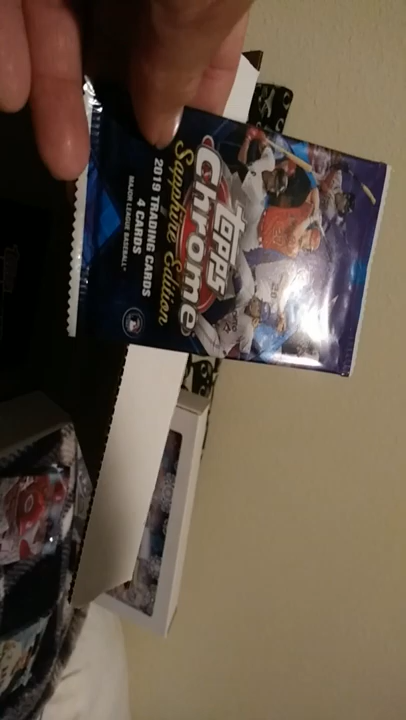 topps
Chrome
Sapphire Edition
2019 TRADING CARDS
4 CARDS
MAJOR LEAGUE BASEBALL